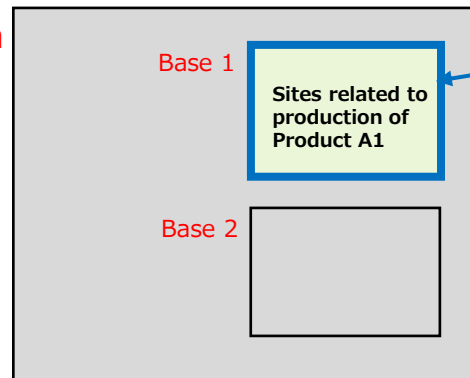 Base 1
Sites related to
production of
Product A1
Base 2